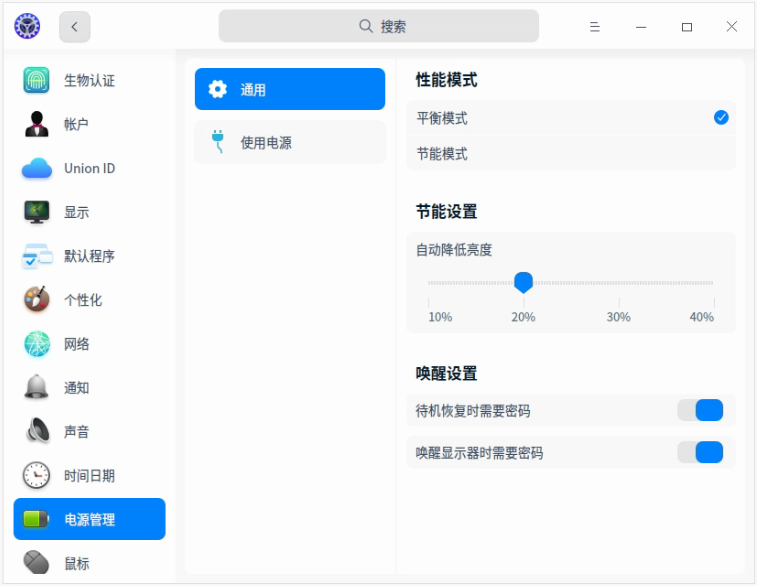 搜索
生物认证
帐户
Union ID
显示
默认程序
个性化
网络
通知
声音
时间日期
电源管理
鼠标
通用
使用电源
性能模式
平衡模式
节能模式
节能设置
自动降低亮度
10% 20% 30% 40%
唤醒设置
待机恢复时需要密码
唤醒显示器时需要密码